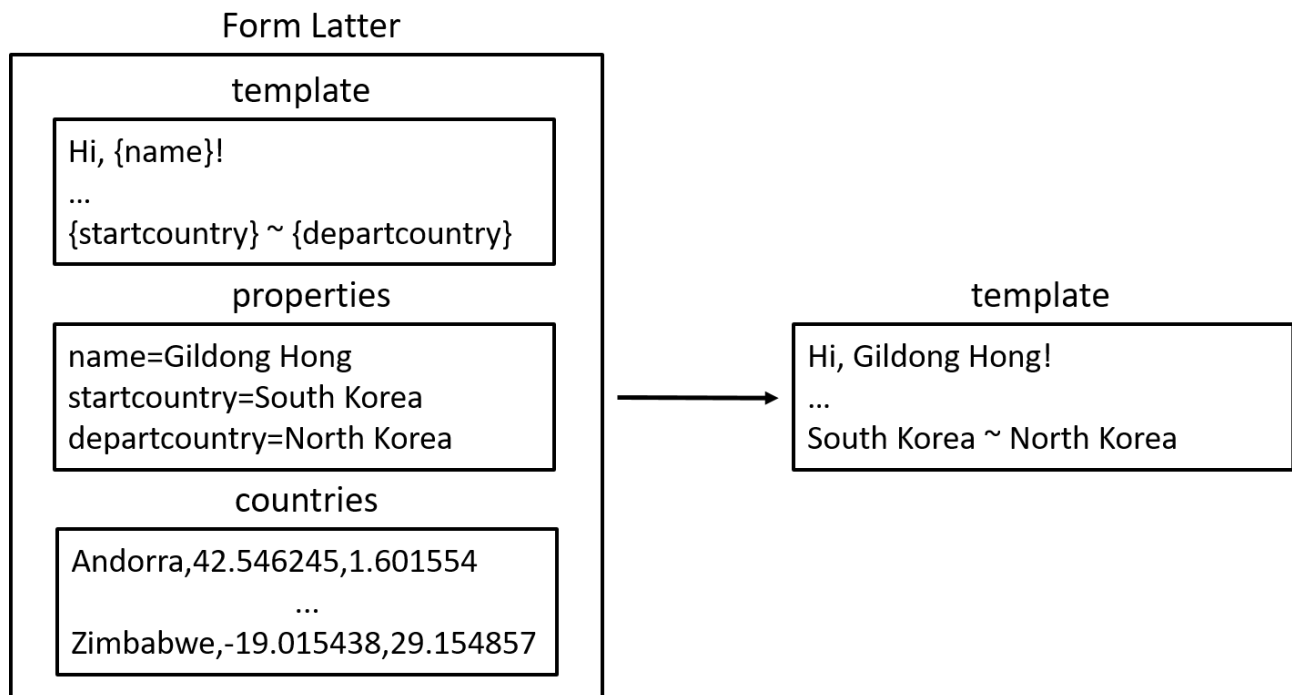 Form Latter
template
Hi, {name}!
...
{startcountry} ~ {departcountry}
properties
name=Gildong Hong
startcountry=South Korea
departcountry=North Korea
countries
Andorra,42.546245,1.601554
...
Zimbabwe,-19.015438,29.154857
template
Hi, Gildong Hong!
...
South Korea ~ North Korea